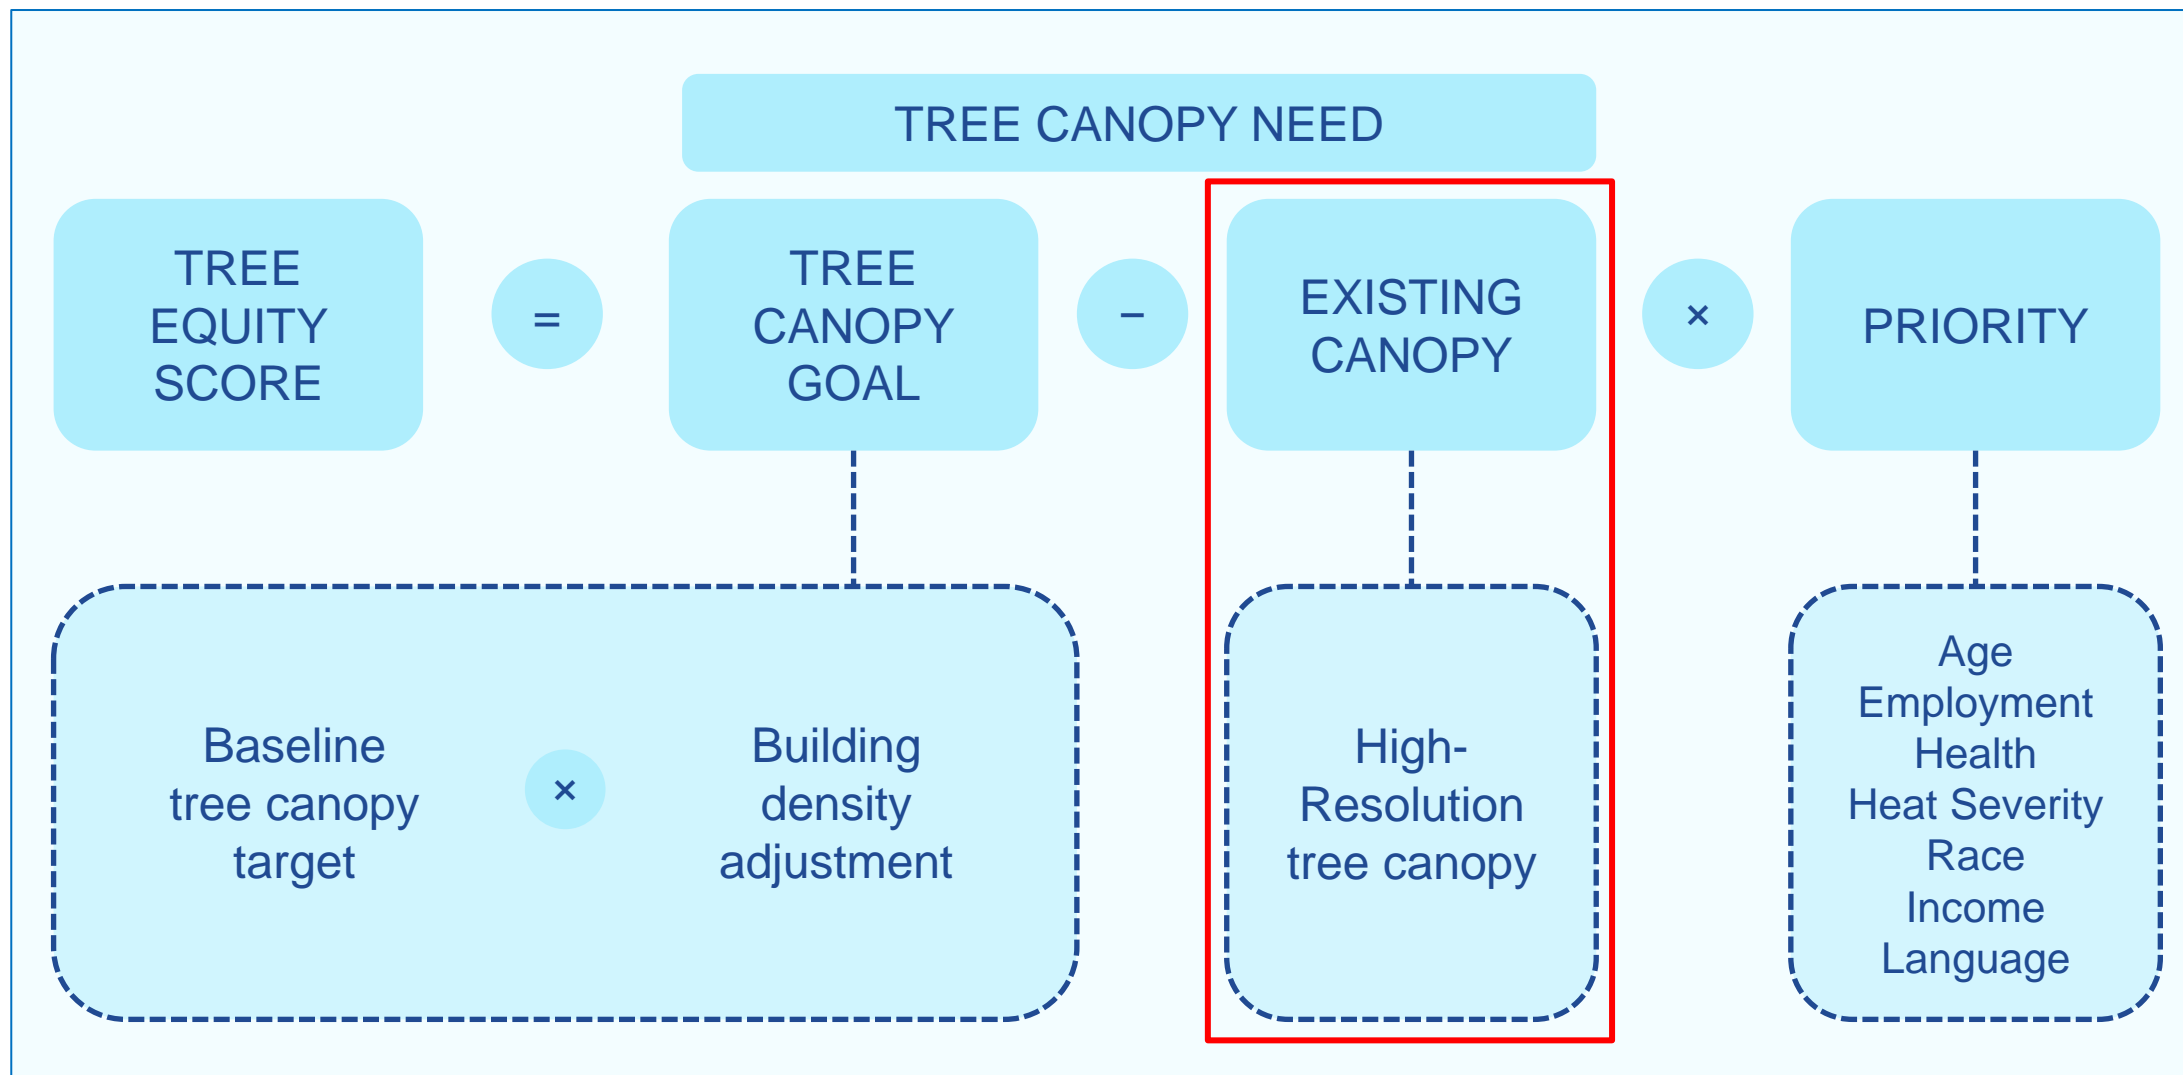 TREE CANOPY NEED
TREE
EQUITY
SCORE
=
TREE
CANOPY
GOAL
−
EXISTING
CANOPY
×
PRIORITY
Baseline
tree canopy
target
×
Building
density
adjustment
High-
Resolution
tree canopy
Age
Employment
Health
Heat Severity
Race
Income
Language